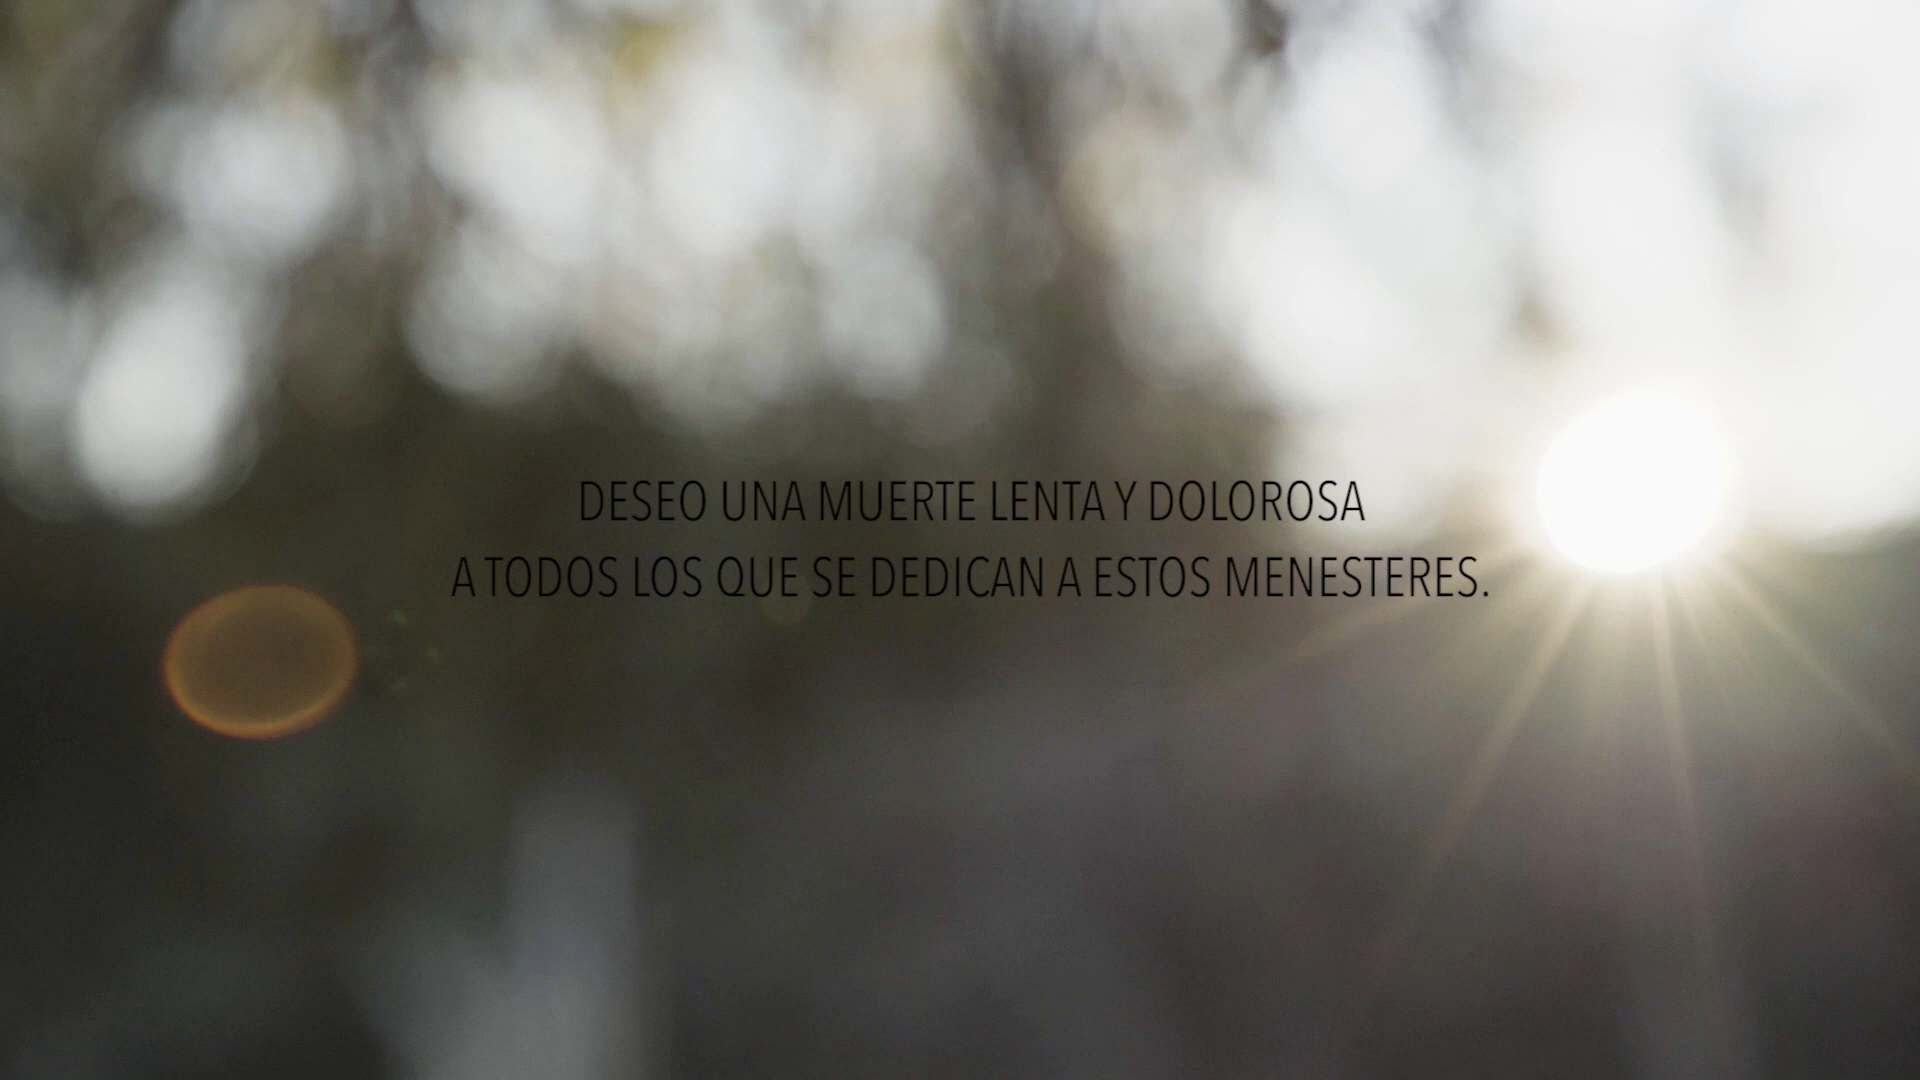 DESEO UNA MUERTE LENTA Y DOLOROSA
A TODOS LOS QUE SE DEDICAN A ESTOS MENESTERES.